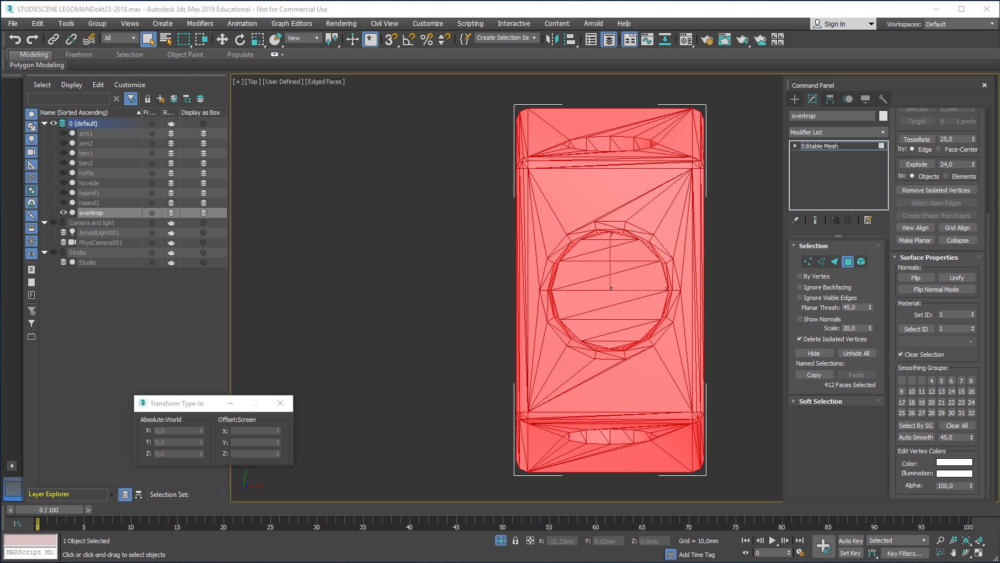 STUDIESCENE LEGOMANDokt23-2018.max - Autodesk 3ds Max 2019 Educational - Not for Commercial Use
File Edit Tools Group Views Create Modifiers Animation Graph Editors Rendering Civil View Customize Scripting Interactive Content Arnold Help
Sign In Workspaces: Default
All View Create Selection Se
Modeling Freeform Selection Object Paint Populate
Polygon Modeling
Select Display Edit Customize
Name (Sorted Ascending) Fr... R... Display as Box
0 (default)
arm1
arm2
ben1
ben2
hofte
hovede
haand1
haand2
overkrop
Camera and light
ArnoldLight001
PhysCamera001
Studio
Studio
Layer Explorer Selection Set:
[+] [Top ] [User Defined ] [Edged Faces ]
Transform Type-In
Absolute:World Offset:Screen
X: 0,0 X:
Y: 0,0 Y:
Z: 0,0 Z:
Command Panel
overkrop
Modifier List
Editable Mesh
Selection
By Vertex
Ignore Backfacing
Ignore Visible Edges
Planar Thresh: 45,0
Show Normals
Scale: 20,0
Delete Isolated Vertices
Hide Unhide All
Named Selections:
Copy Paste
412 Faces Selected
Soft Selection
Selected 0,1mm
Target 4 pixels
Tessellate 25,0
by: Edge Face-Center
Explode 24,0
to: Objects Elements
Remove Isolated Vertices
Select Open Edges
Create Shape from Edges
View Align Grid Align
Make Planar Collapse
Surface Properties
Normals:
Flip Unify
Flip Normal Mode
Material:
Set ID: 1
Select ID 1
Clear Selection
Smoothing Groups:
4 5 6 7 8
9 10 11 12 13 14 15 16
17 18 19 20 21 22 23 24
25 26 27 28 29 30 31 32
Select By SG Clear All
Auto Smooth 45,0
Edit Vertex Colors
Color:
Illumination:
Alpha: 100,0
< 0 / 100 >
0 5 10 15 20 25 30 35 40 45 50 55 60 65 70 75 80 85 90 95 100
1 Object Selected
X: -15,33mm Y: 9,92mm Z: 0,0mm Grid = 10,0mm
Auto Key Selected
MAXScript Mi
Click or click-and-drag to select objects
Add Time Tag
0
Set Key Key Filters...